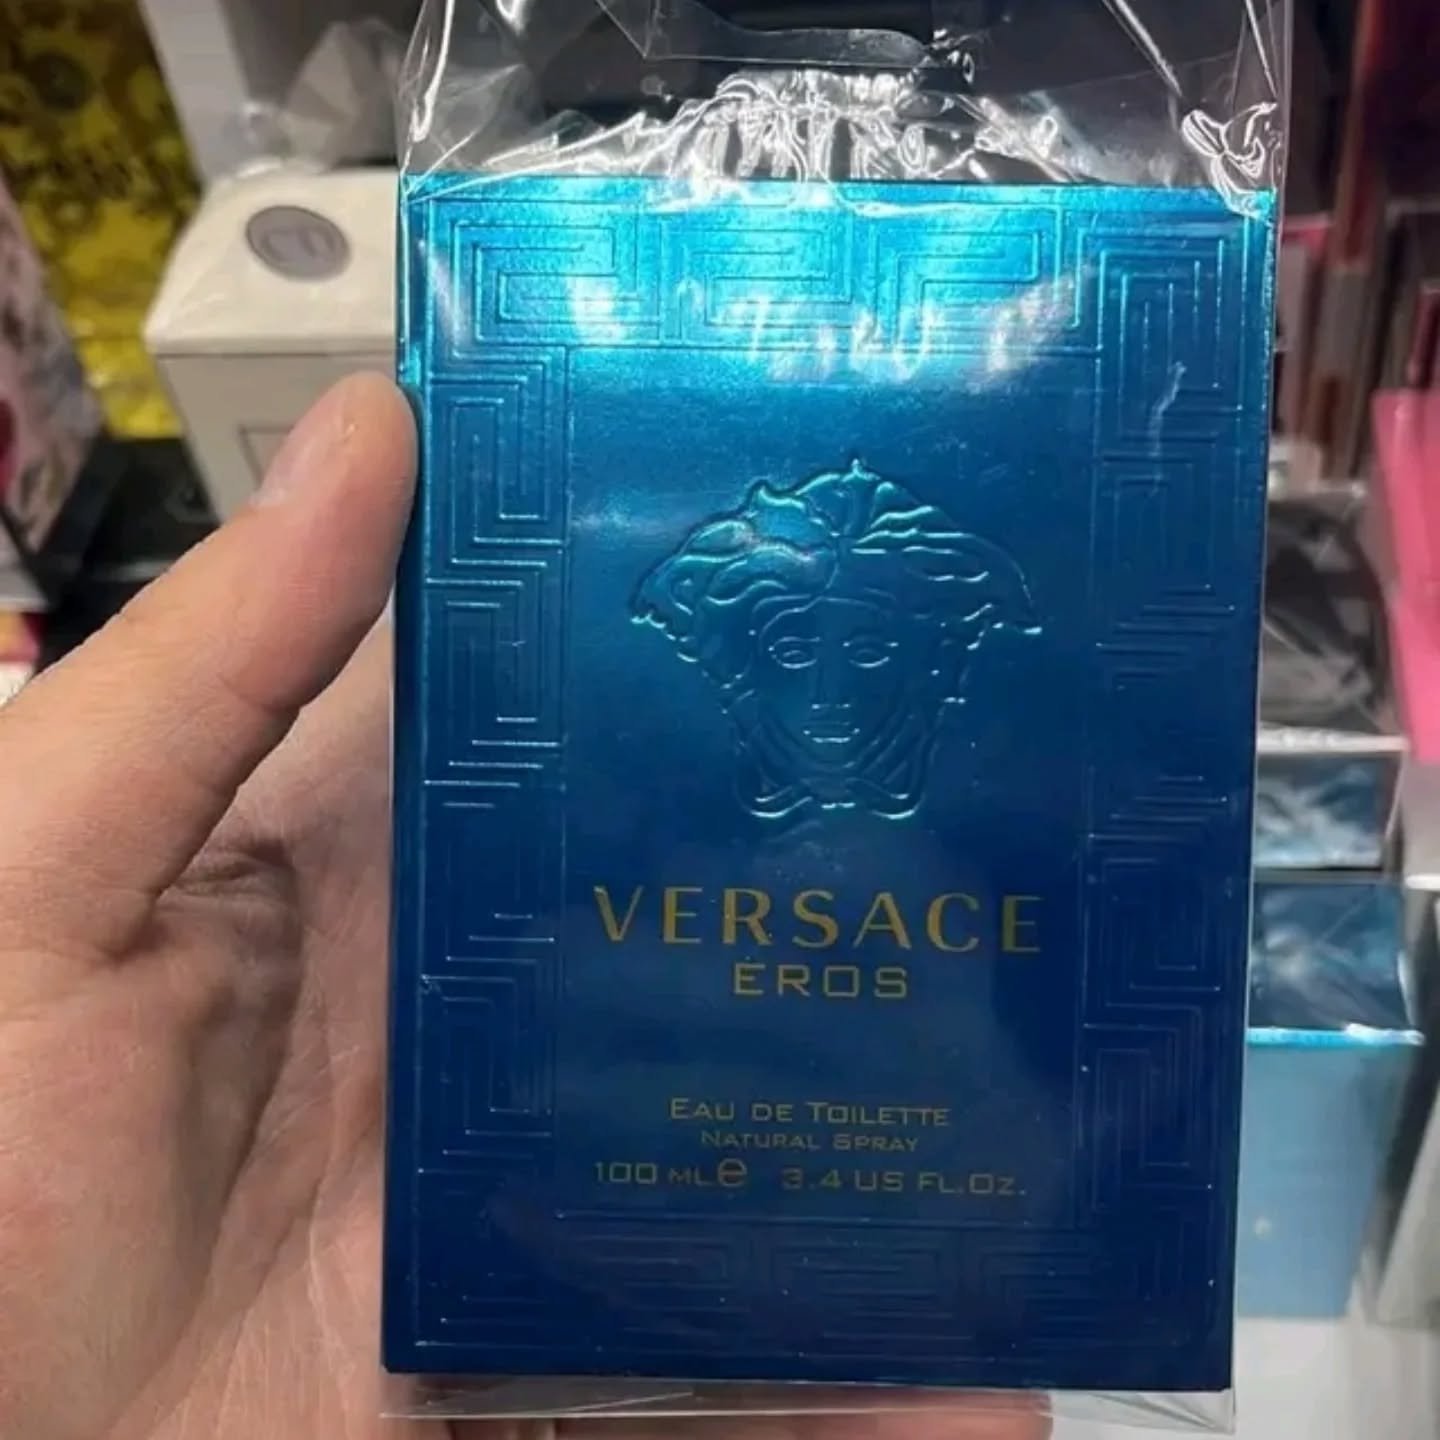 VERSACE
EROS
EAU DE TOILETTE
NATURAL SPRAY
100 ML e 3.4 US FL.OZ.